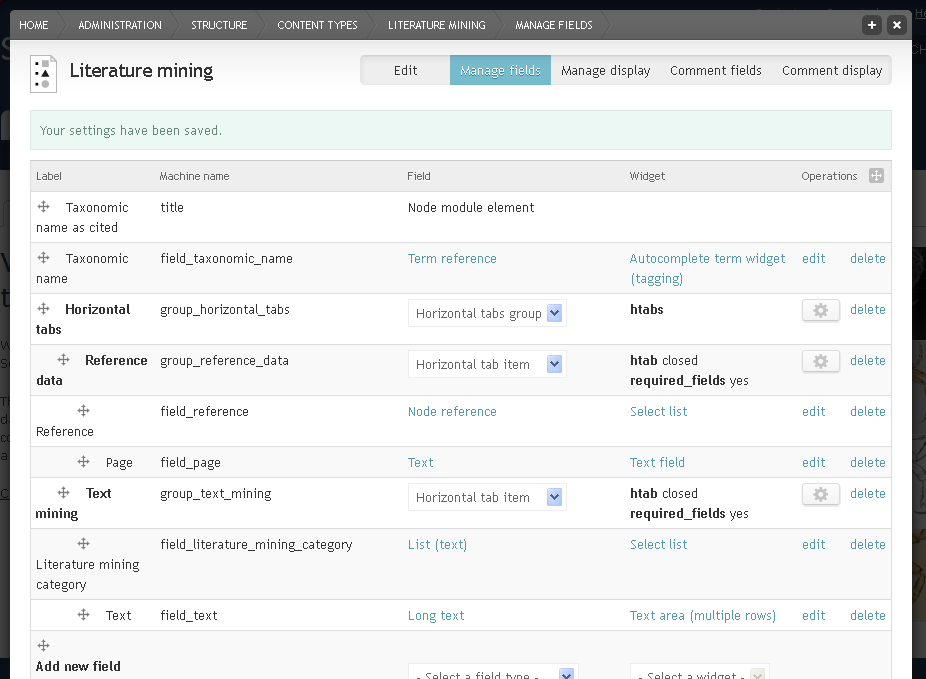 HOME ADMINISTRATION STRUCTURE CONTENT TYPES LITERATURE MINING MANAGE FIELDS
Literature mining
Edit Manage fields Manage display Comment fields Comment display
Your settings have been saved.
Label Machine name Field Widget Operations
Taxonomic name as cited title Node module element
Taxonomic name field_taxonomic_name Term reference Autocomplete term widget (tagging) edit delete
Horizontal tabs group_horizontal_tabs Horizontal tabs group htabs delete
Reference data group_reference_data Horizontal tab item htab closed required_fields yes delete
Reference field_reference Node reference Select list edit delete
Page field_page Text Text field edit delete
Text mining group_text_mining Horizontal tab item htab closed required_fields yes delete
Literature mining category field_literature_mining_category List (text) Select list edit delete
Text field_text Long text Text area (multiple rows) edit delete
Add new field
- Select a field type - - Select a widget -